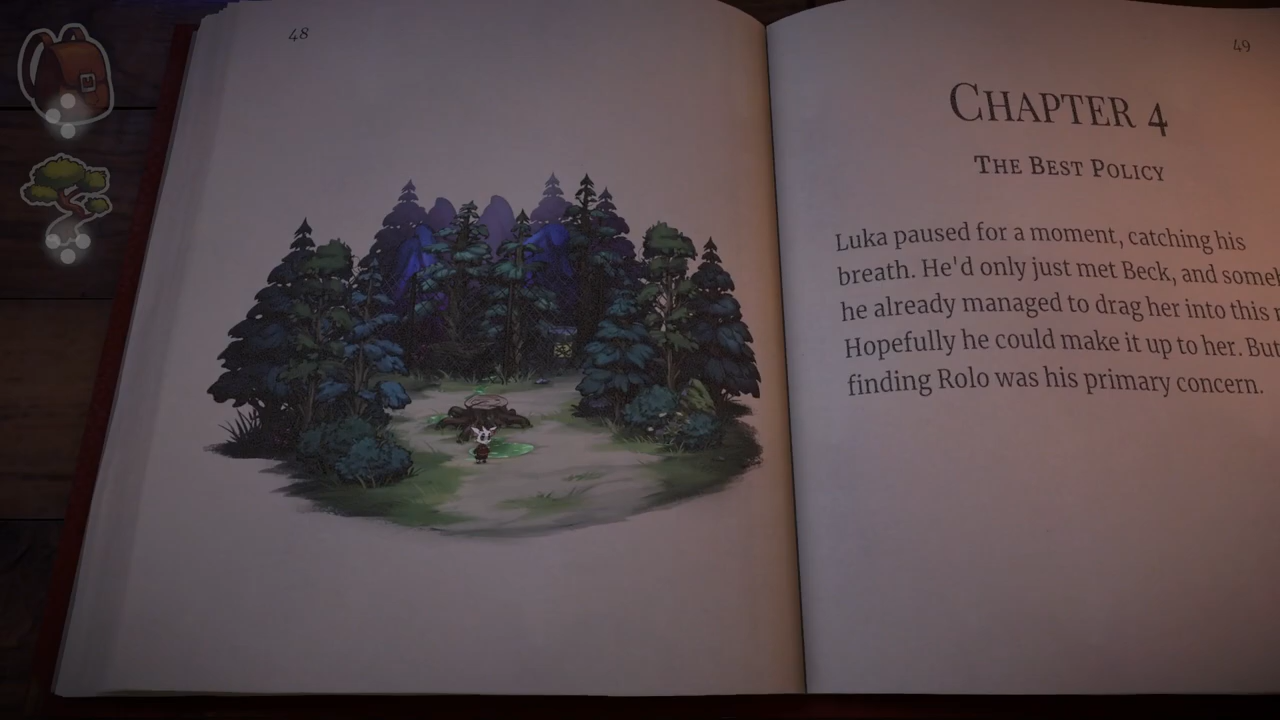 48
49
CHAPTER 4
THE BEST POLICY
Luka paused for a moment, catching his
breath. He'd only just met Beck, and
he already managed to drag her into this
Hopefully he could make it up to her. But
finding Rolo was his primary concern.